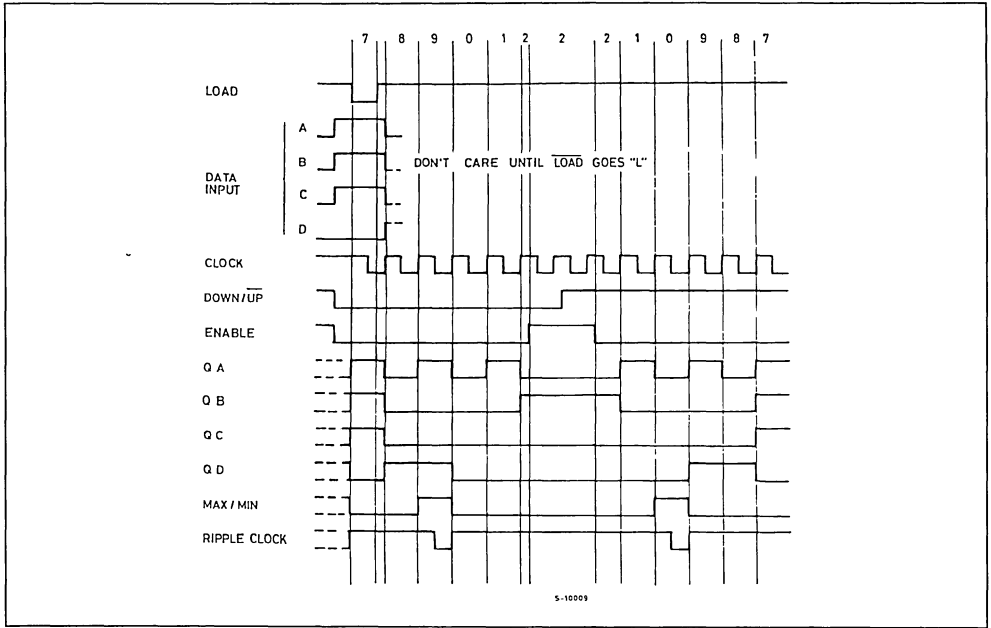 7 8 9 0 1 2 2 2 1 0 9 8 7
LOAD
A
B
DON'T CARE UNTIL LOAD GOES "L"
DATA
INPUT
C
D
CLOCK
DOWN/UP
ENABLE
Q A
Q B
Q C
Q D
MAX / MIN
RIPPLE CLOCK
S-10009